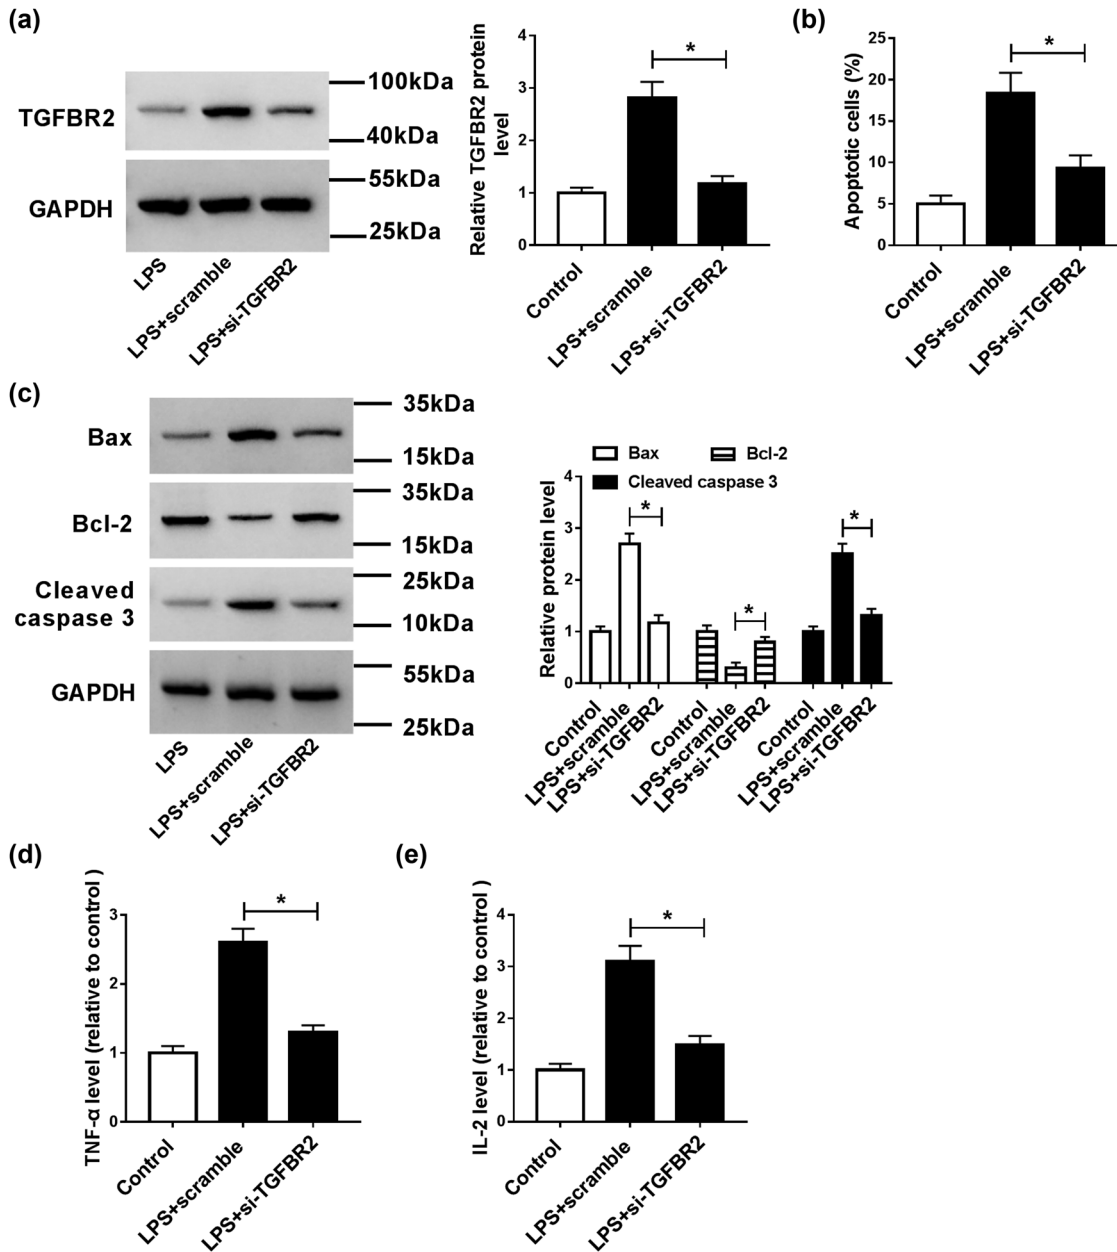 (a)
TGFBR2
GAPDH
100kDa
40kDa
55kDa
25kDa
LPS
LPS+scramble
LPS+si-TGFBR2
Relative TGFBR2 protein
level
4
3
2
1
0
*
Control
LPS+scramble
LPS+si-TGFBR2
(b)
Apoptotic cells (%)
25
20
15
10
5
0
*
Control
LPS+scramble
LPS+si-TGFBR2
(c)
Bax
Bcl-2
Cleaved
caspase 3
GAPDH
35kDa
15kDa
35kDa
15kDa
25kDa
10kDa
55kDa
25kDa
LPS
LPS+scramble
LPS+si-TGFBR2
Bax
Bcl-2
Cleaved caspase 3
Relative protein level
4
3
2
1
0
*
*
*
Control
LPS+scramble
LPS+si-TGFBR2
Control
LPS+scramble
LPS+si-TGFBR2
Control
LPS+scramble
LPS+si-TGFBR2
(d)
TNF-α level (relative to control )
3
2
1
0
*
Control
LPS+scramble
LPS+si-TGFBR2
(e)
IL-2 level (relative to control )
4
3
2
1
0
*
Control
LPS+scramble
LPS+si-TGFBR2